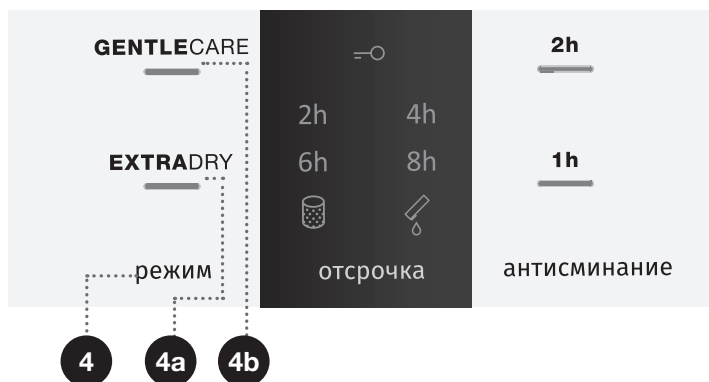 GENTLECARE
EXTRADRY
режим
2h 4h
6h 8h
отсрочка
2h
1h
антисминание
4 4a 4b